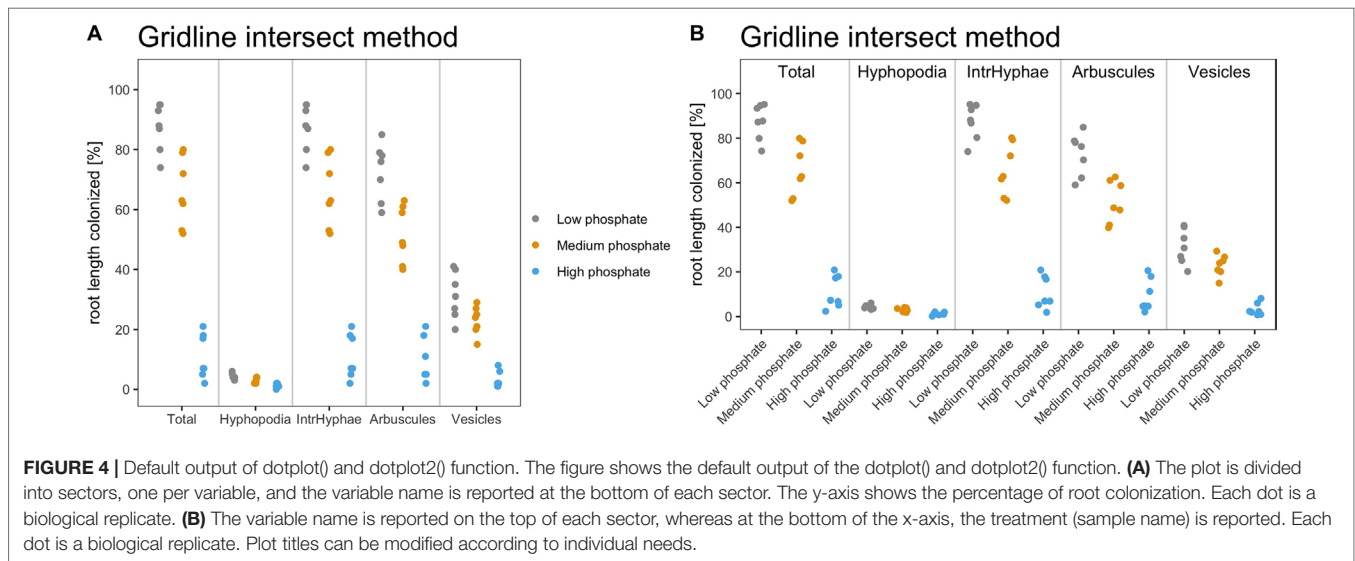 A Gridline intersect method
root length colonized [%]
100
80
60
40
20
0
Total Hyphopodia IntrHyphae Arbuscules Vesicles
Low phosphate
Medium phosphate
High phosphate
B Gridline intersect method
Total Hyphopodia IntrHyphae Arbuscules Vesicles
root length colonized [%]
100
80
60
40
20
0
Low phosphate
Medium phosphate
High phosphate
Low phosphate
Medium phosphate
High phosphate
Low phosphate
Medium phosphate
High phosphate
Low phosphate
Medium phosphate
High phosphate
Low phosphate
Medium phosphate
High phosphate
FIGURE 4 | Default output of dotplot() and dotplot2() function. The figure shows the default output of the dotplot() and dotplot2() function. (A) The plot is divided
into sectors, one per variable, and the variable name is reported at the bottom of each sector. The y-axis shows the percentage of root colonization. Each dot is a
biological replicate. (B) The variable name is reported on the top of each sector, whereas at the bottom of the x-axis, the treatment (sample name) is reported. Each
dot is a biological replicate. Plot titles can be modified according to individual needs.